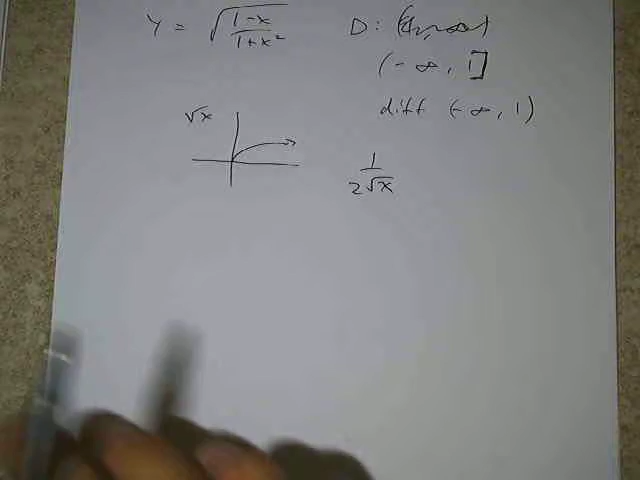 Y = √((1-x)/(1+x²)) D:
(-∞, 1]
diff (-∞, 1)
√x
1/(2√x)